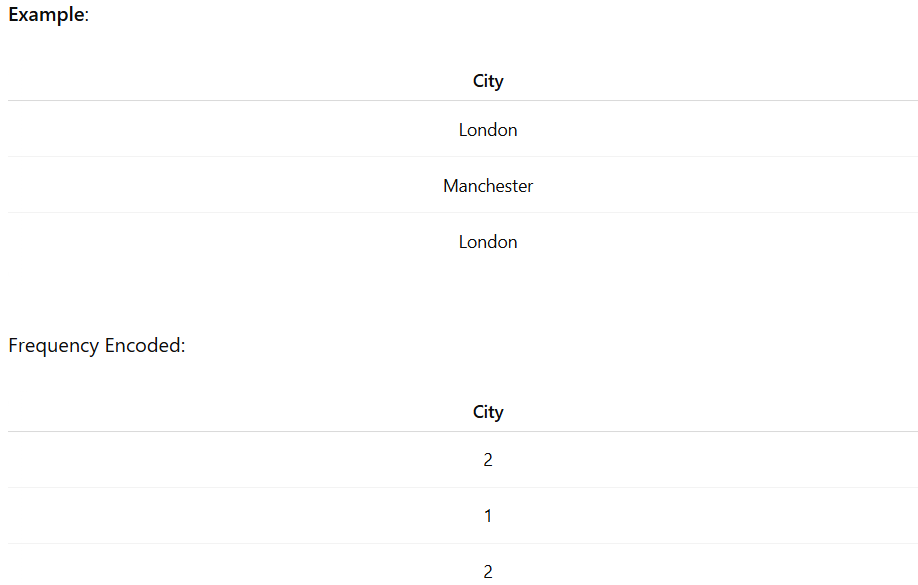 Example:
City
London
Manchester
London
Frequency Encoded:
City
2
1
2